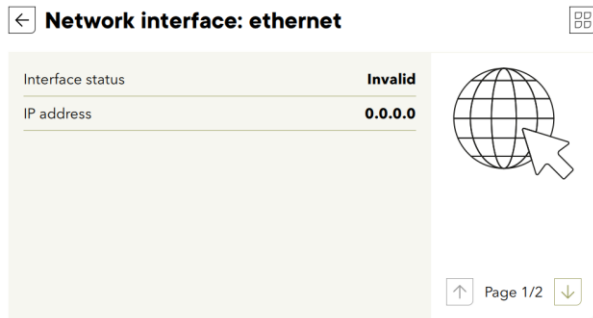 Network interface: ethernet
Interface status Invalid
IP address 0.0.0.0
Page 1/2